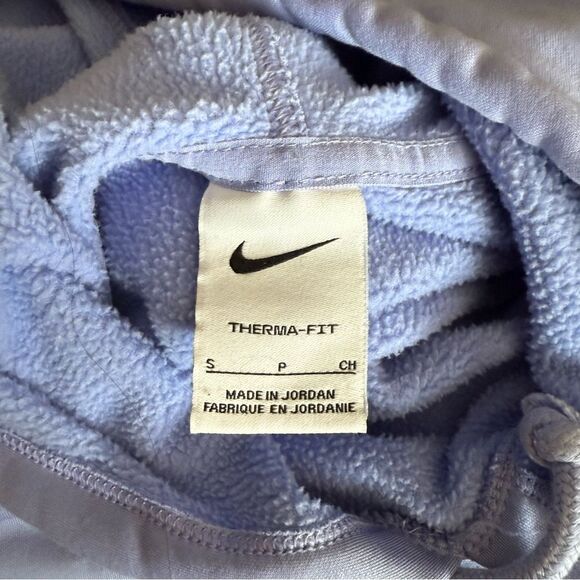 THERMA-FIT
S P CH
MADE IN JORDAN
FABRIQUE EN JORDANIE